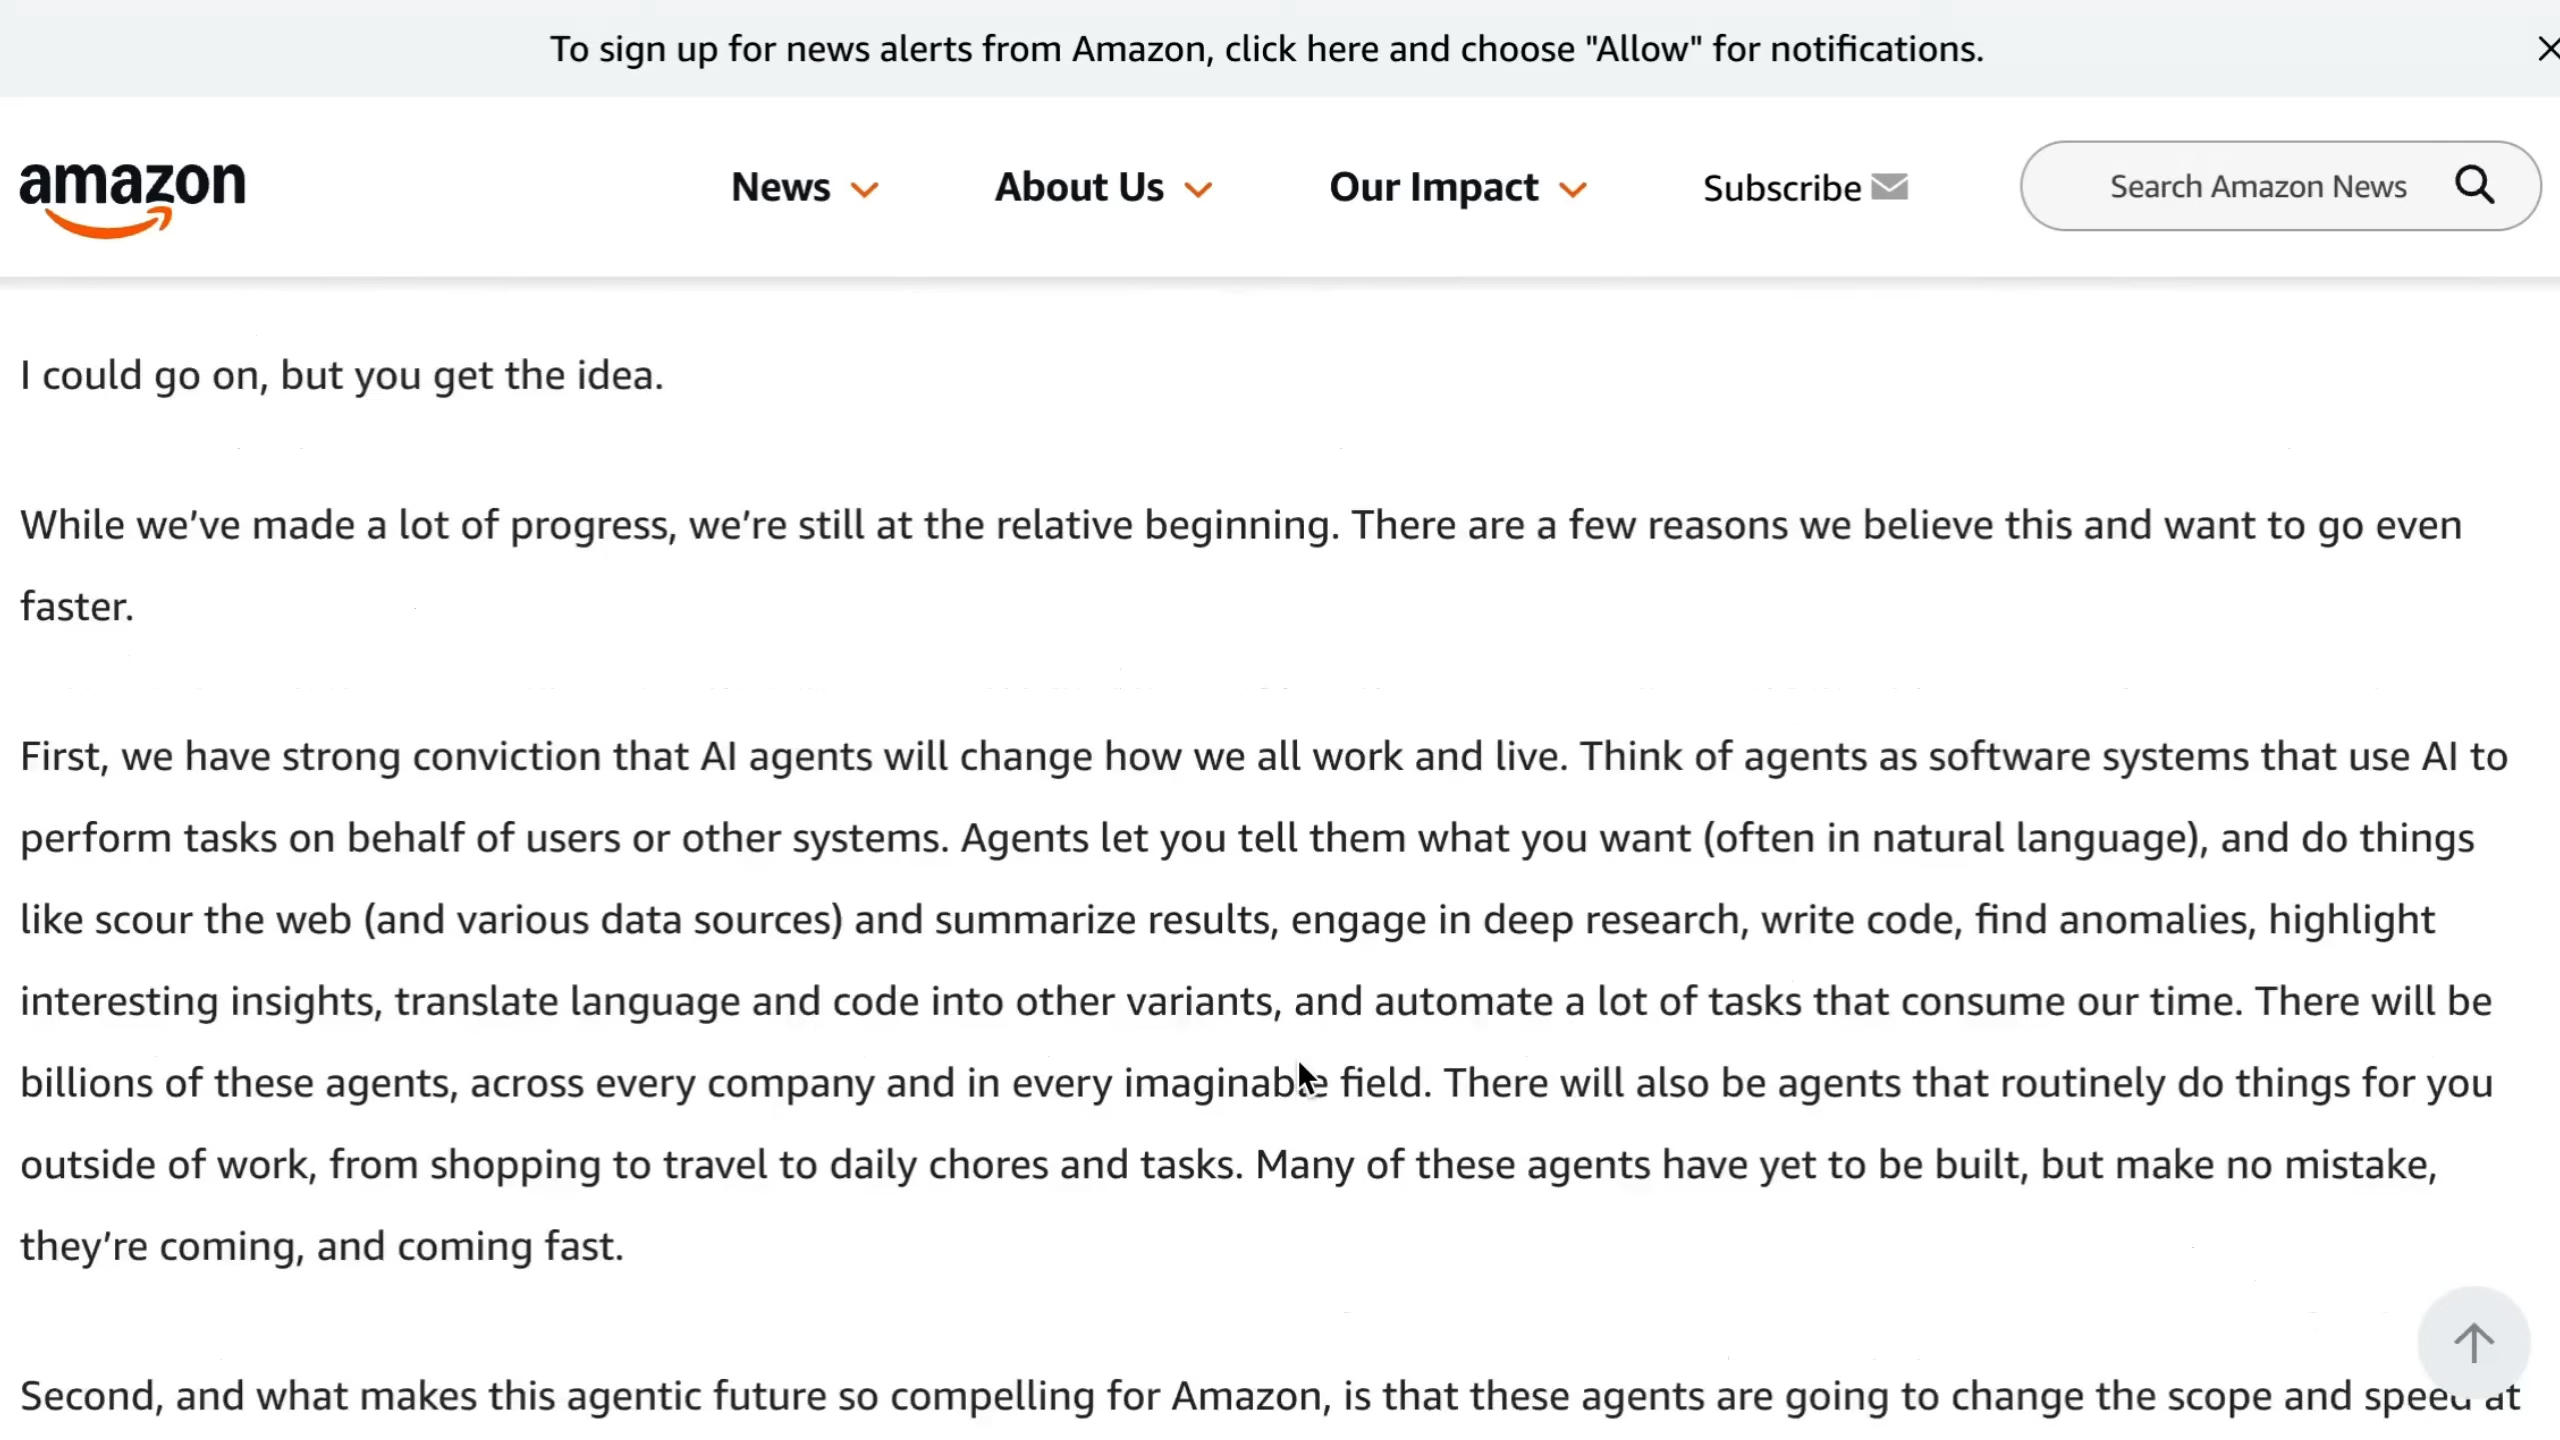 To sign up for news alerts from Amazon, click here and choose "Allow" for notifications.
amazon
News
About Us
Our Impact
Subscribe
Search Amazon News
I could go on, but you get the idea.
While we’ve made a lot of progress, we’re still at the relative beginning. There are a few reasons we believe this and want to go even
faster.
First, we have strong conviction that AI agents will change how we all work and live. Think of agents as software systems that use AI to
perform tasks on behalf of users or other systems. Agents let you tell them what you want (often in natural language), and do things
like scour the web (and various data sources) and summarize results, engage in deep research, write code, find anomalies, highlight
interesting insights, translate language and code into other variants, and automate a lot of tasks that consume our time. There will be
billions of these agents, across every company and in every imaginable field. There will also be agents that routinely do things for you
outside of work, from shopping to travel to daily chores and tasks. Many of these agents have yet to be built, but make no mistake,
they’re coming, and coming fast.
Second, and what makes this agentic future so compelling for Amazon, is that these agents are going to change the scope and speed at